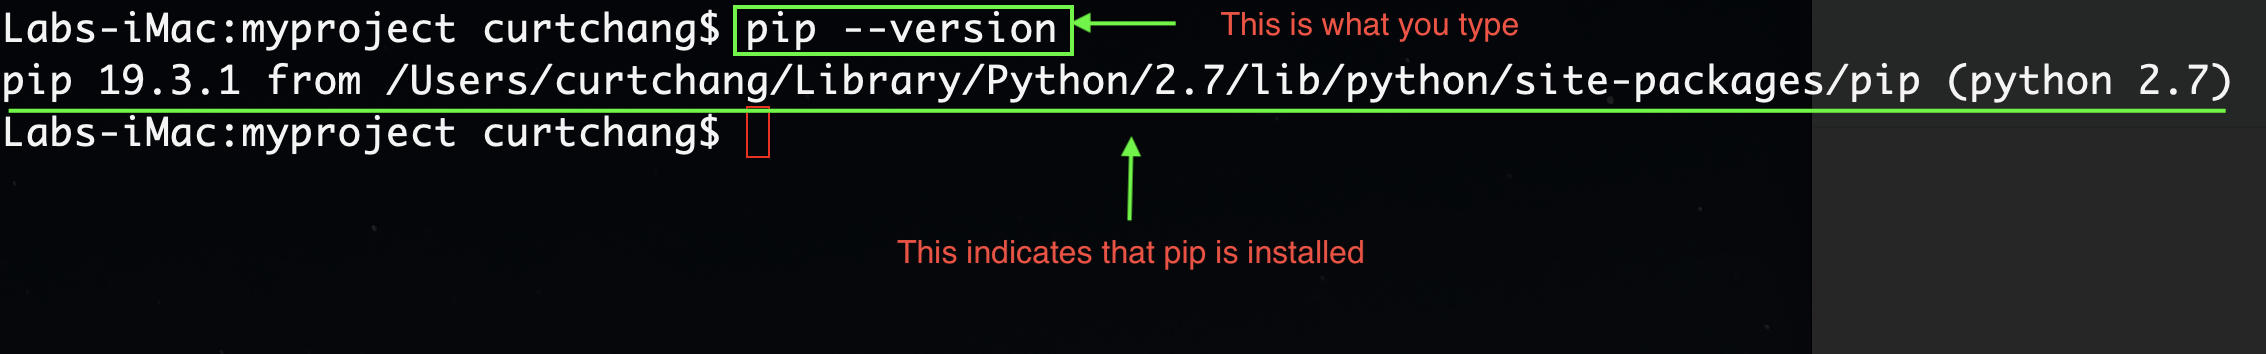 Labs-iMac:myproject curtchang$ pip --version This is what you type
pip 19.3.1 from /Users/curtchang/Library/Python/2.7/lib/python/site-packages/pip (python 2.7)
Labs-iMac:myproject curtchang$
This indicates that pip is installed